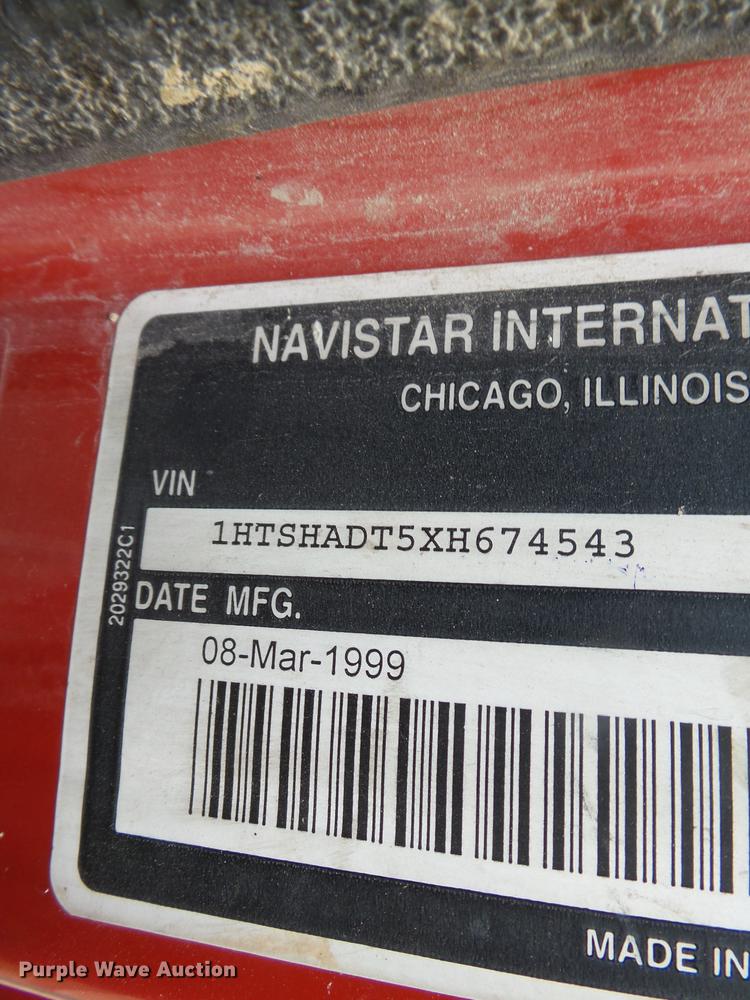 NAVISTAR INTERNAT
CHICAGO, ILLINOIS
VIN
1HTSHADT5XH674543
2029322C1
DATE MFG.
08-Mar-1999
MADE IN
Purple Wave Auction